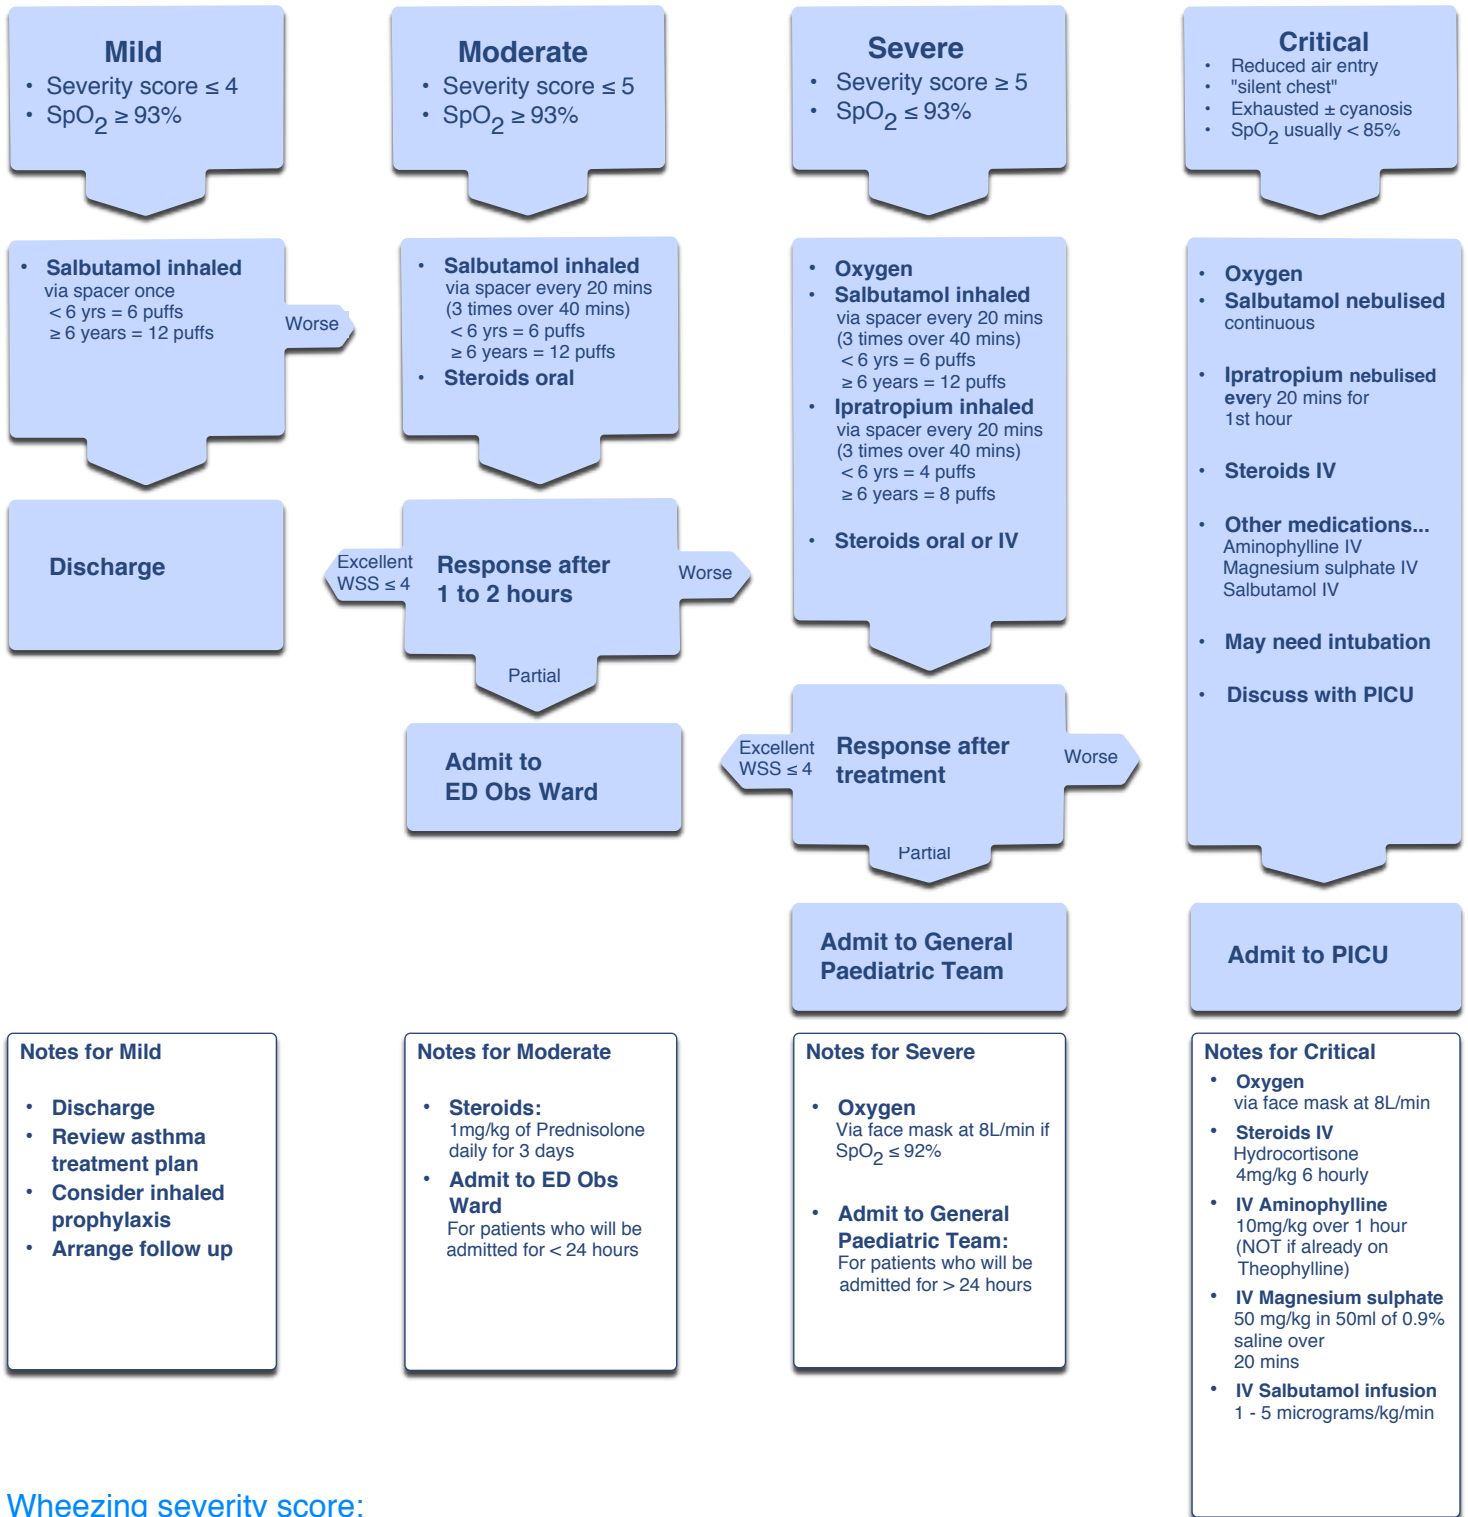 Mild
• Severity score ≤ 4
• SpO2 ≥ 93%
Moderate
• Severity score ≤ 5
• SpO2 ≥ 93%
Severe
• Severity score ≥ 5
• SpO2 ≤ 93%
Critical
• Reduced air entry
• "silent chest"
• Exhausted ± cyanosis
• SpO2 usually < 85%
• Salbutamol inhaled
via spacer once
< 6 yrs = 6 puffs
≥ 6 years = 12 puffs
Worse
• Salbutamol inhaled
via spacer every 20 mins
(3 times over 40 mins)
< 6 yrs = 6 puffs
≥ 6 years = 12 puffs
• Steroids oral
• Oxygen
• Salbutamol inhaled
via spacer every 20 mins
(3 times over 40 mins)
< 6 yrs = 6 puffs
≥ 6 years = 12 puffs
• Ipratropium inhaled
via spacer every 20 mins
(3 times over 40 mins)
< 6 yrs = 4 puffs
≥ 6 years = 8 puffs
• Steroids oral or IV
• Oxygen
• Salbutamol nebulised
continuous
• Ipratropium nebulised
every 20 mins for
1st hour
• Steroids IV
• Other medications...
Aminophylline IV
Magnesium sulphate IV
Salbutamol IV
• May need intubation
• Discuss with PICU
Discharge
Excellent
WSS ≤ 4
Response after
1 to 2 hours
Worse
Partial
Admit to
ED Obs Ward
Excellent
WSS ≤ 4
Response after
treatment
Worse
Partial
Admit to General
Paediatric Team
Admit to PICU
Notes for Mild
• Discharge
• Review asthma
treatment plan
• Consider inhaled
prophylaxis
• Arrange follow up
Notes for Moderate
• Steroids:
1mg/kg of Prednisolone
daily for 3 days
• Admit to ED Obs
Ward
For patients who will be
admitted for < 24 hours
Notes for Severe
• Oxygen
Via face mask at 8L/min if
SpO2 ≤ 92%
• Admit to General
Paediatric Team:
For patients who will be
admitted for > 24 hours
Notes for Critical
• Oxygen
via face mask at 8L/min
• Steroids IV
Hydrocortisone
4mg/kg 6 hourly
• IV Aminophylline
10mg/kg over 1 hour
(NOT if already on
Theophylline)
• IV Magnesium sulphate
50 mg/kg in 50ml of 0.9%
saline over
20 mins
• IV Salbutamol infusion
1 - 5 micrograms/kg/min
Wheezing severity score: